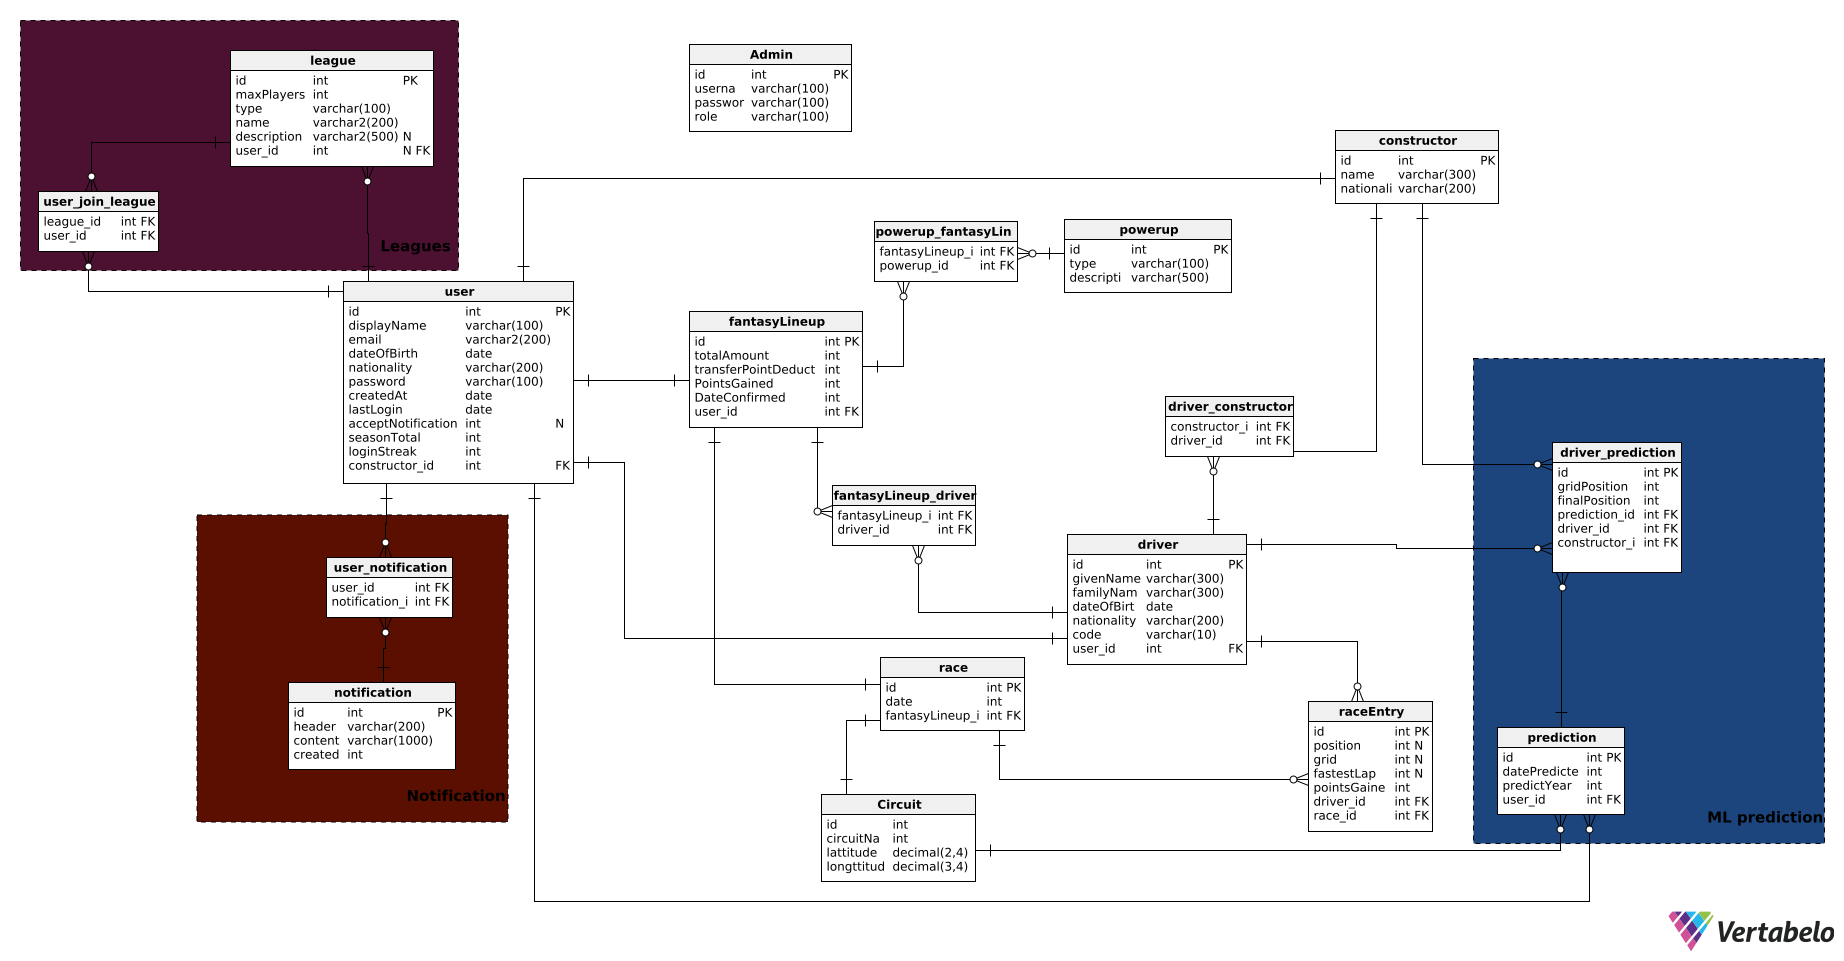 league
id int PK
maxPlayers int
type varchar(100)
name varchar2(200)
description varchar2(500) N
user_id int N FK
user_join_league
league_id int FK
user_id int FK
Leagues
Admin
id int PK
userna varchar(100)
passwor varchar(100)
role varchar(100)
constructor
id int PK
name varchar(300)
nationali varchar(200)
powerup_fantasyLin
fantasyLineup_i int FK
powerup_id int FK
powerup
id int PK
type varchar(100)
descripti varchar(500)
user
id int PK
displayName varchar(100)
email varchar2(200)
dateOfBirth date
nationality varchar(200)
password varchar(100)
createdAt date
lastLogin date
acceptNotification int N
seasonTotal int
loginStreak int
constructor_id int FK
fantasyLineup
id int PK
totalAmount int
transferPointDeduct int
PointsGained int
DateConfirmed int
user_id int FK
driver_constructor
constructor_i int FK
driver_id int FK
driver_prediction
id int PK
gridPosition int
finalPosition int
prediction_id int FK
driver_id int FK
constructor_i int FK
fantasyLineup_driver
fantasyLineup_i int FK
driver_id int FK
driver
id int PK
givenName varchar(300)
familyNam varchar(300)
dateOfBirt date
nationality varchar(200)
code varchar(10)
user_id int FK
user_notification
user_id int FK
notification_i int FK
notification
id int PK
header varchar(200)
content varchar(1000)
created int
Notification
race
id int PK
date int
fantasyLineup_i int FK
raceEntry
id int PK
position int N
grid int N
fastestLap int N
pointsGaine int
driver_id int FK
race_id int FK
prediction
id int PK
datePredicte int
predictYear int
user_id int FK
ML prediction
Circuit
id int
circuitNa int
lattitude decimal(2,4)
longttitud decimal(3,4)
Vertabelo